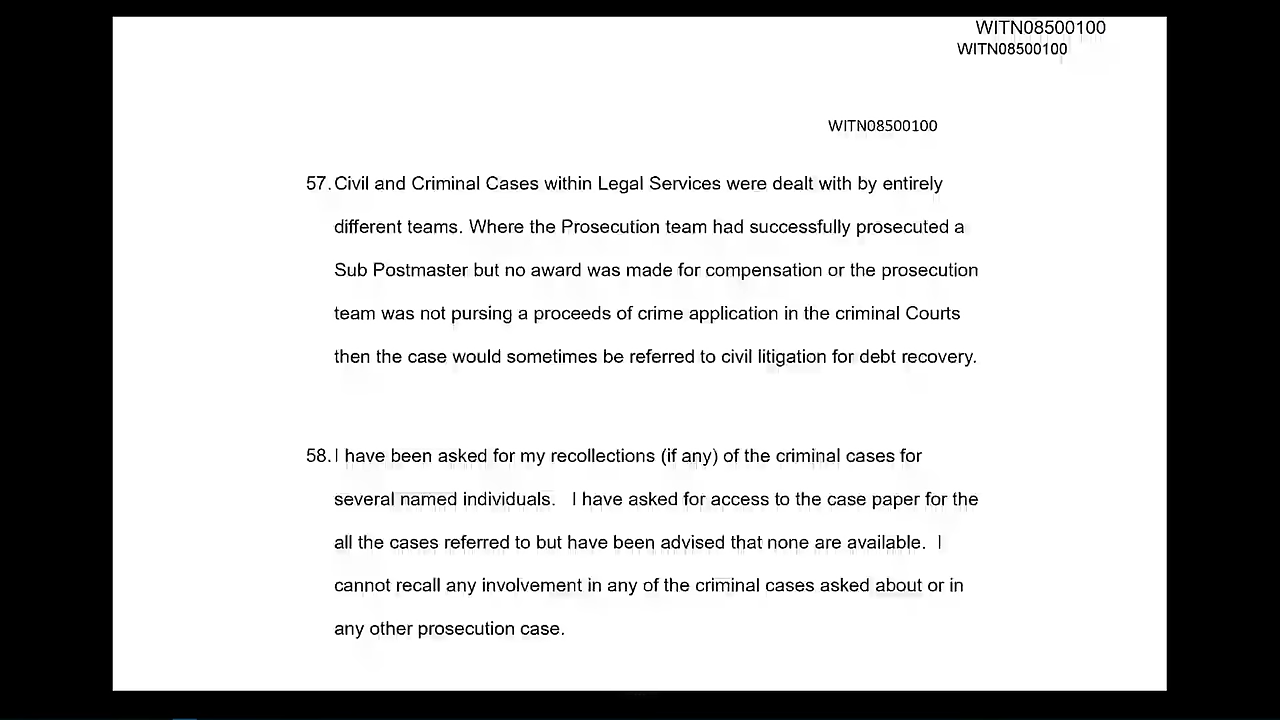 WITN08500100
WITN08500100
WITN08500100
57. Civil and Criminal Cases within Legal Services were dealt with by entirely
different teams. Where the Prosecution team had successfully prosecuted a
Sub Postmaster but no award was made for compensation or the prosecution
team was not pursing a proceeds of crime application in the criminal Courts
then the case would sometimes be referred to civil litigation for debt recovery.
58. I have been asked for my recollections (if any) of the criminal cases for
several named individuals.   I have asked for access to the case paper for the
all the cases referred to but have been advised that none are available.  I
cannot recall any involvement in any of the criminal cases asked about or in
any other prosecution case.